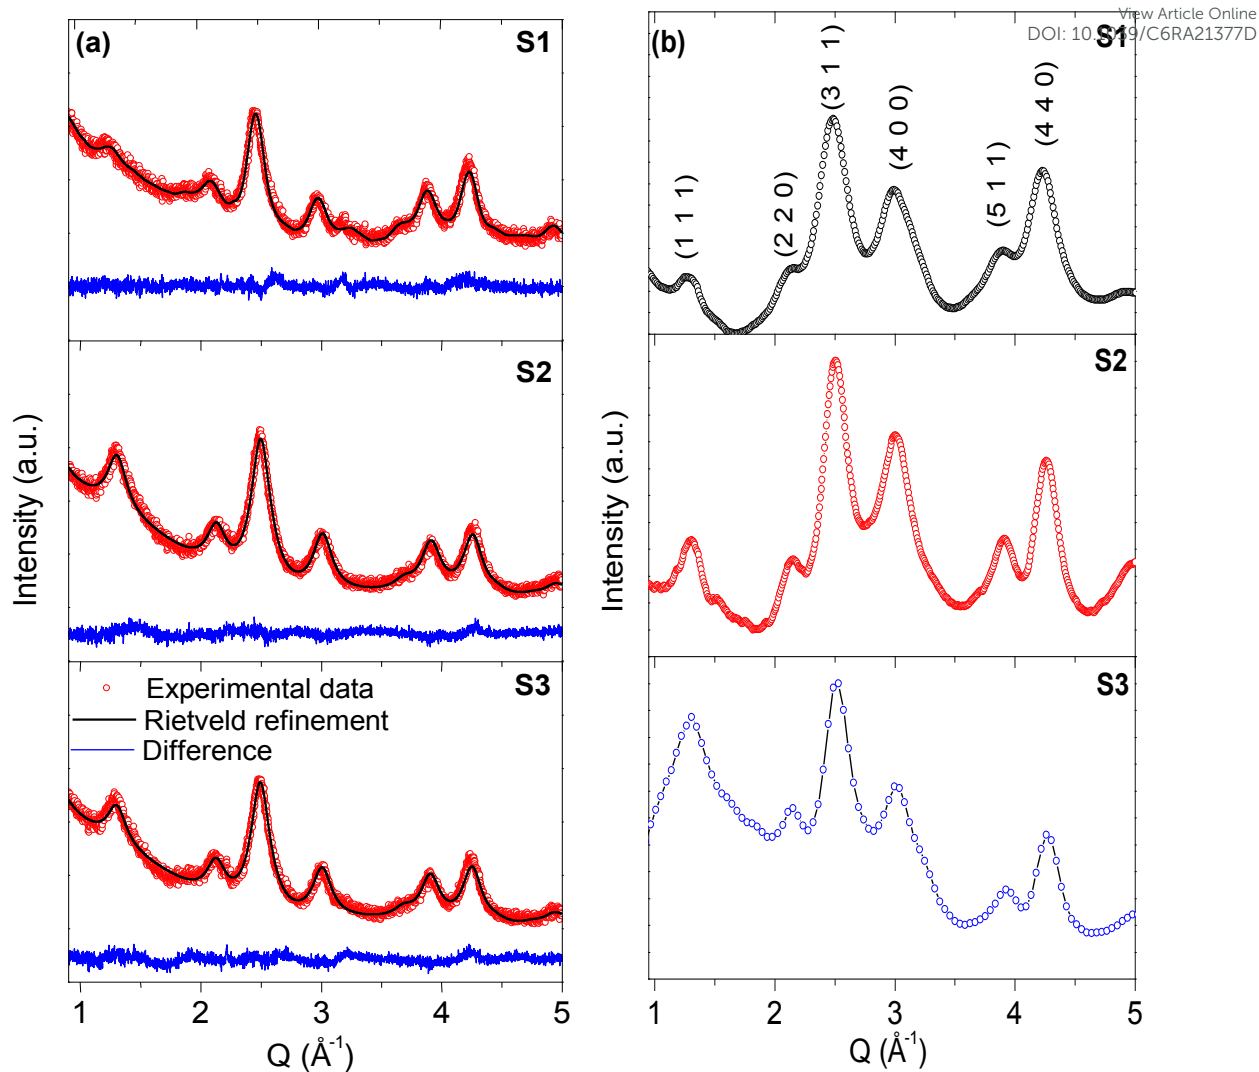 View Article Online
DOI: 10.1039/C6RA21377D
(a)
S1
S2
S3
Experimental data
Rietveld refinement
Difference
Intensity (a.u.)
1 2 3 4 5
Q (Å-1)
(b)
S1
(1 1 1)
(2 2 0)
(3 1 1)
(4 0 0)
(5 1 1)
(4 4 0)
S2
S3
Intensity (a.u.)
1 2 3 4 5
Q (Å-1)